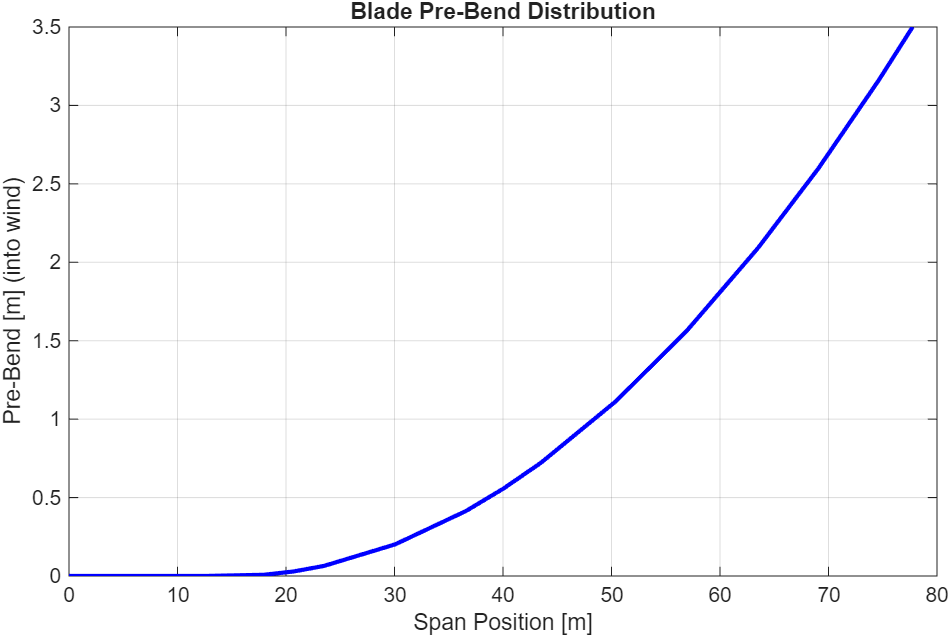 Blade Pre-Bend Distribution
3.5
3
2.5
2
1.5
1
0.5
0
Pre-Bend [m] (into wind)
0 10 20 30 40 50 60 70 80
Span Position [m]